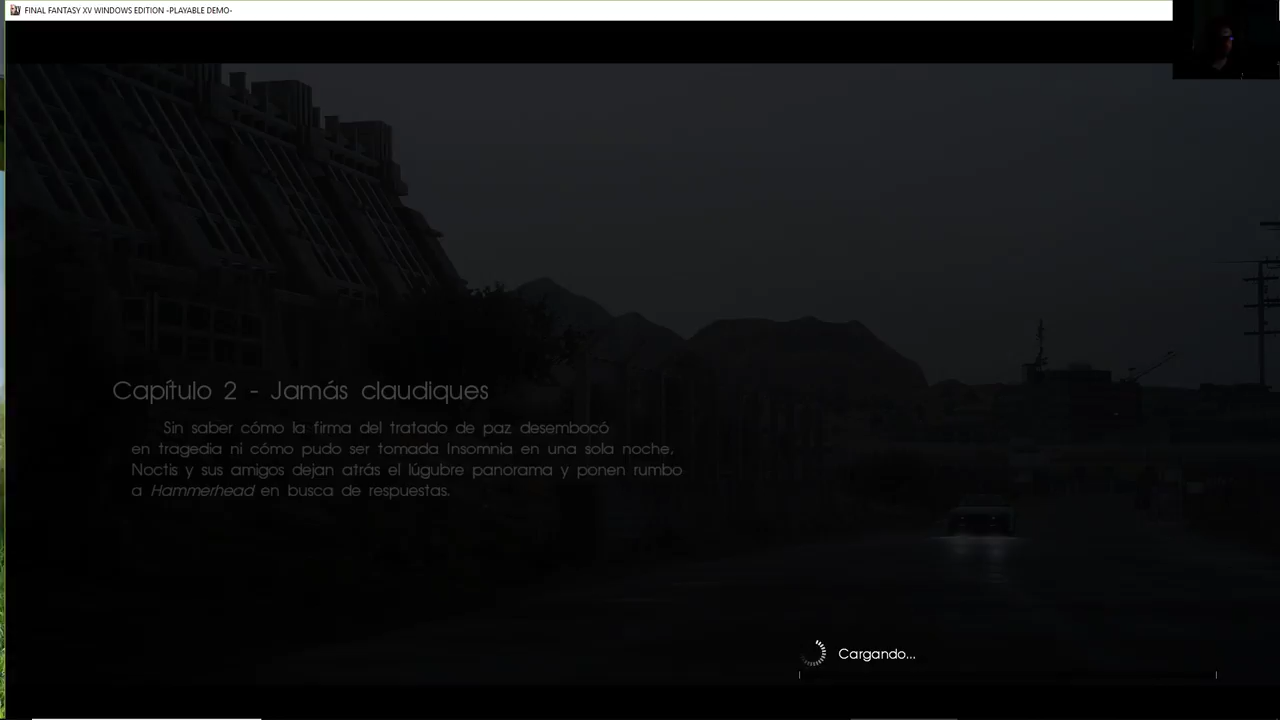 FINAL FANTASY XV WINDOWS EDITION -PLAYABLE DEMO-
Capítulo 2 - Jamás claudiques
Sin saber cómo la firma del tratado de paz desembocó
en tragedia ni cómo pudo ser tomada Insomnia en una sola noche,
Noctis y sus amigos dejan atrás el lúgubre panorama y ponen rumbo
a Hammerhead en busca de respuestas.
Cargando...